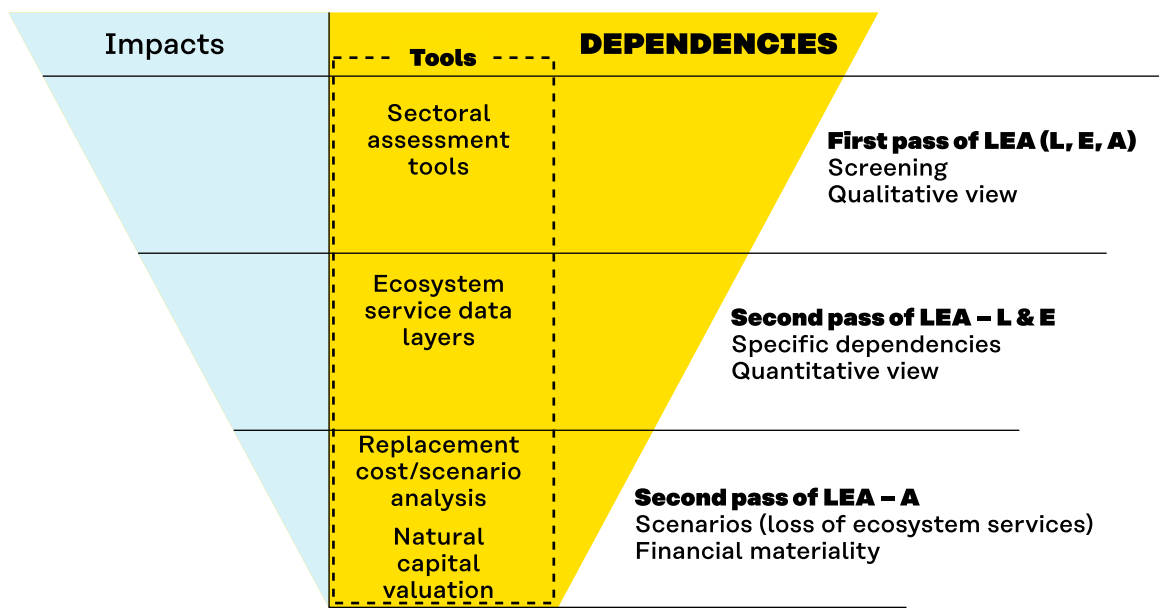 Impacts
DEPENDENCIES
Tools
Sectoral
assessment
tools
First pass of LEA (L, E, A)
Screening
Qualitative view
Ecosystem
service data
layers
Second pass of LEA – L & E
Specific dependencies
Quantitative view
Replacement
cost/scenario
analysis
Natural
capital
valuation
Second pass of LEA – A
Scenarios (loss of ecosystem services)
Financial materiality